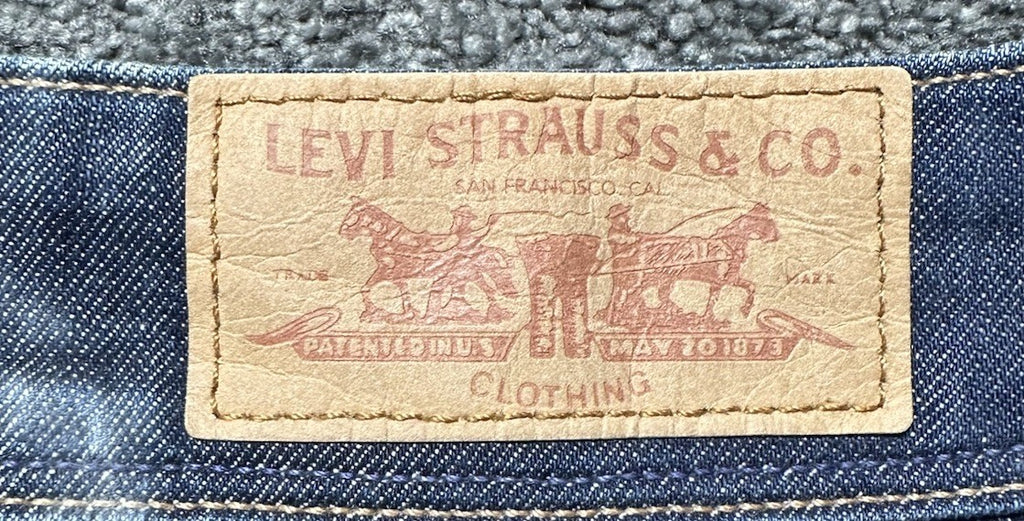 LEVI STRAUSS & CO.
SAN FRANCISCO, CAL.
TRADE MARK
PATENTED IN U.S. MAY 20 1873
CLOTHING